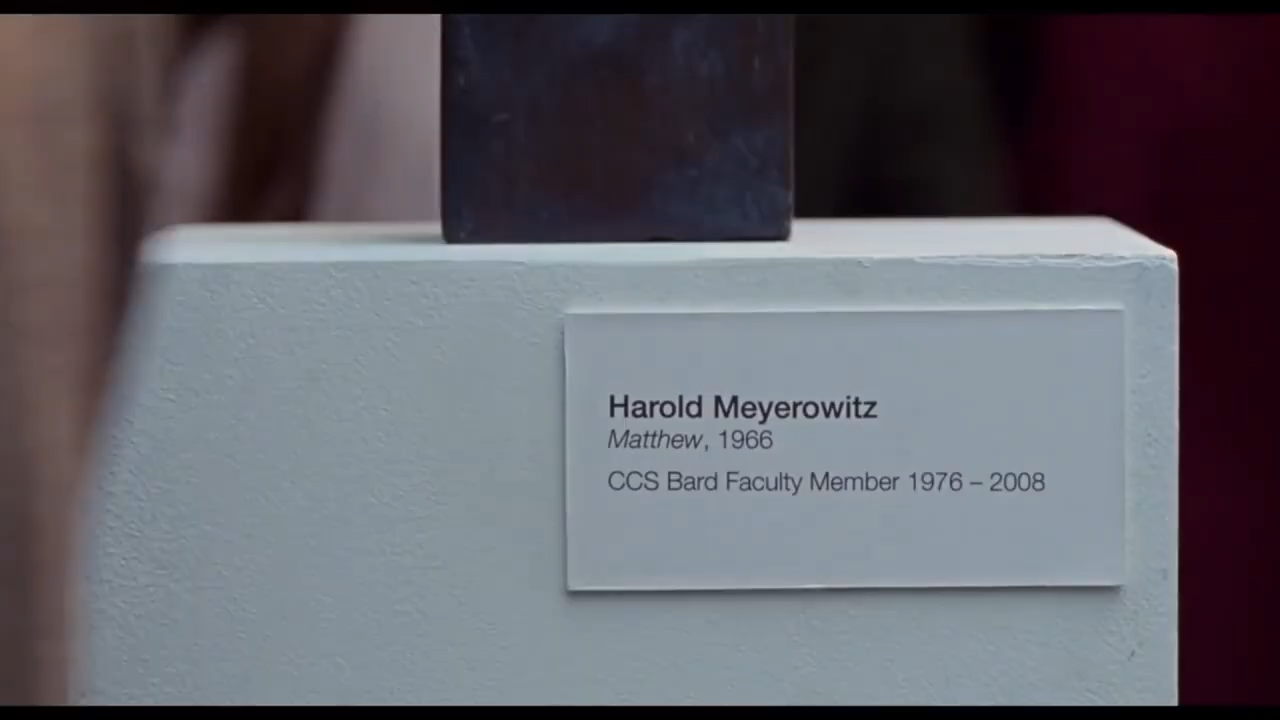 Harold Meyerowitz
Matthew, 1966
CCS Bard Faculty Member 1976 – 2008